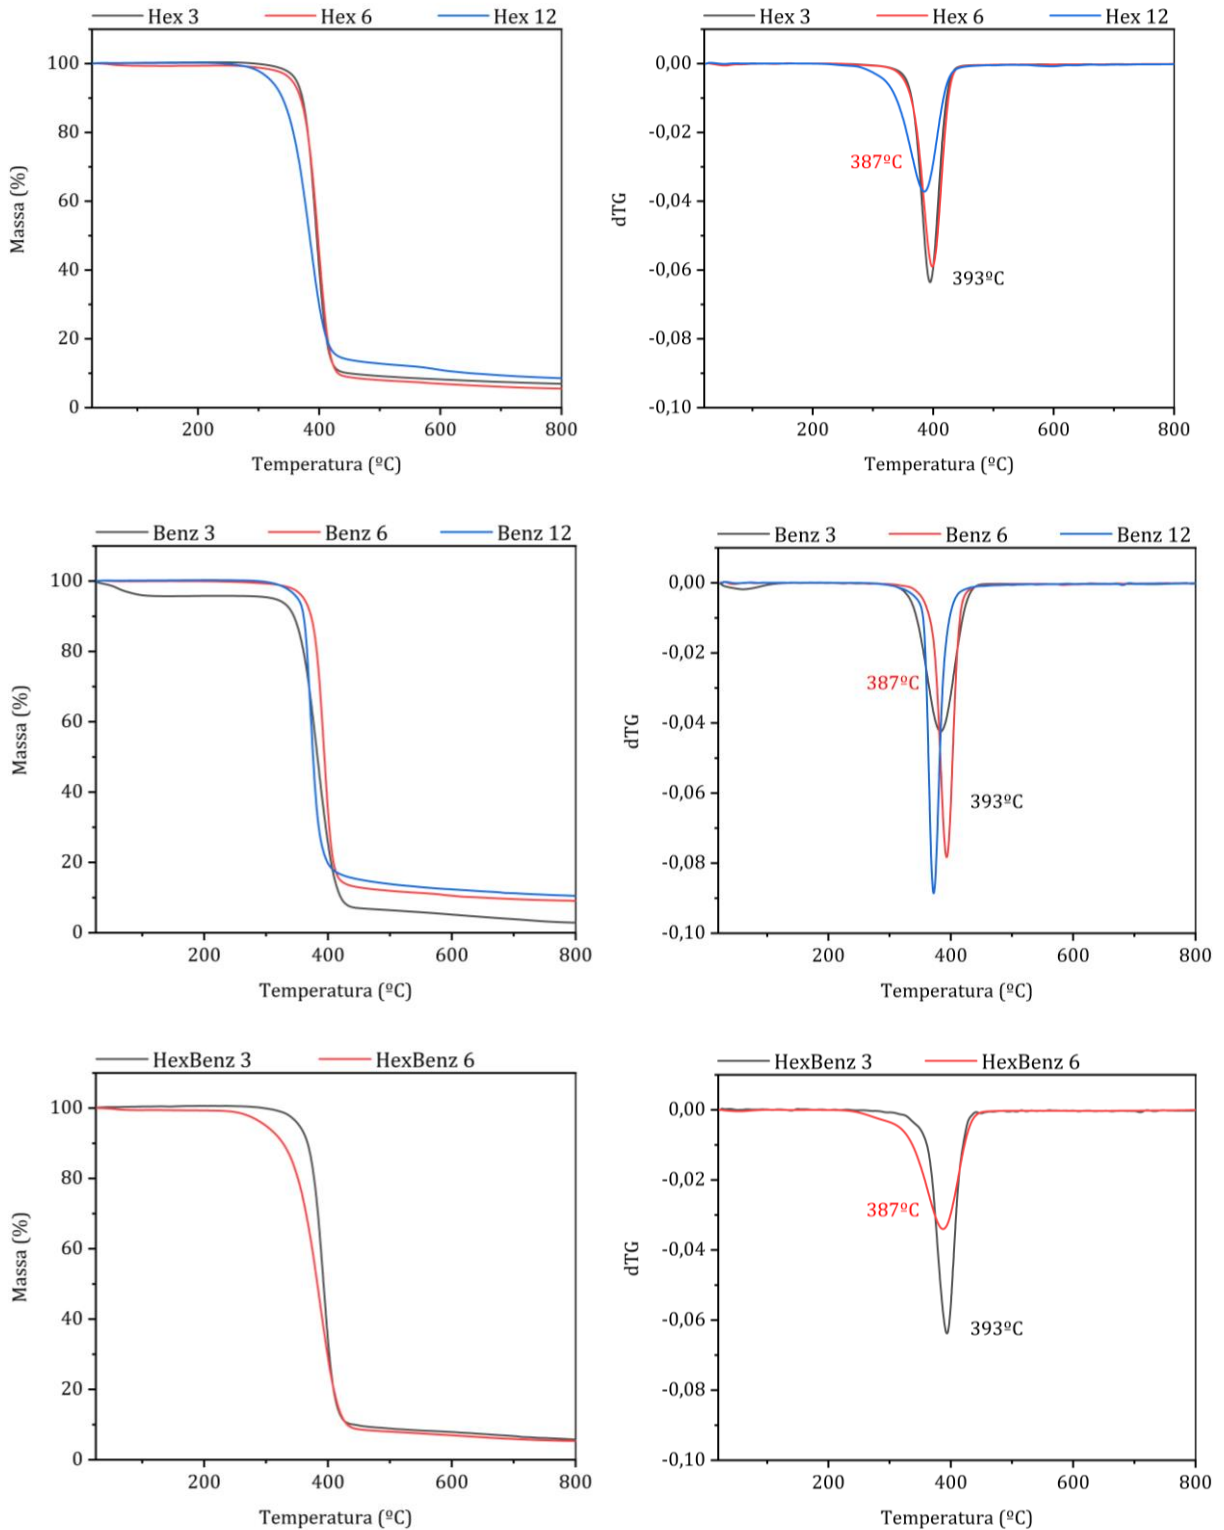 Hex 3 Hex 6 Hex 12
100
80
60
40
20
0
200 400 600 800
Massa (%)
Temperatura (ºC)
Hex 3 Hex 6 Hex 12
0,00
-0,02
-0,04
-0,06
-0,08
-0,10
200 400 600 800
dTG
387ºC
393ºC
Temperatura (ºC)
Benz 3 Benz 6 Benz 12
100
80
60
40
20
0
200 400 600 800
Massa (%)
Temperatura (ºC)
Benz 3 Benz 6 Benz 12
0,00
-0,02
-0,04
-0,06
-0,08
-0,10
200 400 600 800
dTG
387ºC
393ºC
Temperatura (ºC)
HexBenz 3 HexBenz 6
100
80
60
40
20
0
200 400 600 800
Massa (%)
Temperatura (ºC)
HexBenz 3 HexBenz 6
0,00
-0,02
-0,04
-0,06
-0,08
-0,10
200 400 600 800
dTG
387ºC
393ºC
Temperatura (ºC)